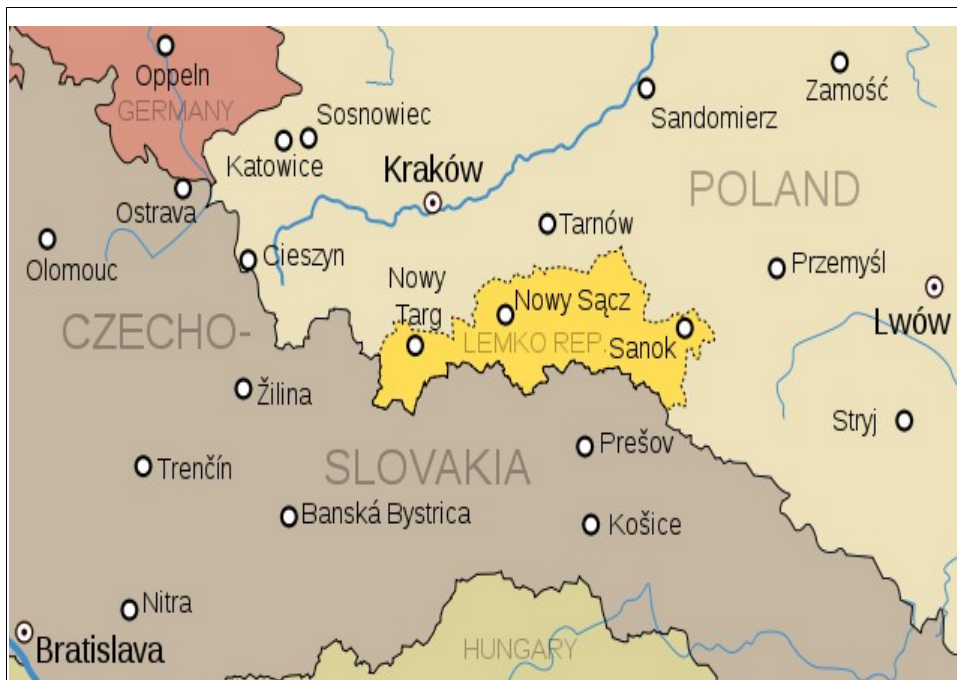 Oppeln
GERMANY
Zamość
Sosnowiec
Sandomierz
Katowice
Kraków
POLAND
Ostrava
Tarnów
Olomouc
Cieszyn
Przemyśl
Nowy
Targ
Nowy Sącz
Lwów
CZECHO-
LEMKO REP.
Sanok
Žilina
Stryj
Prešov
Trenčín
SLOVAKIA
Banská Bystrica
Košice
Nitra
Bratislava
HUNGARY